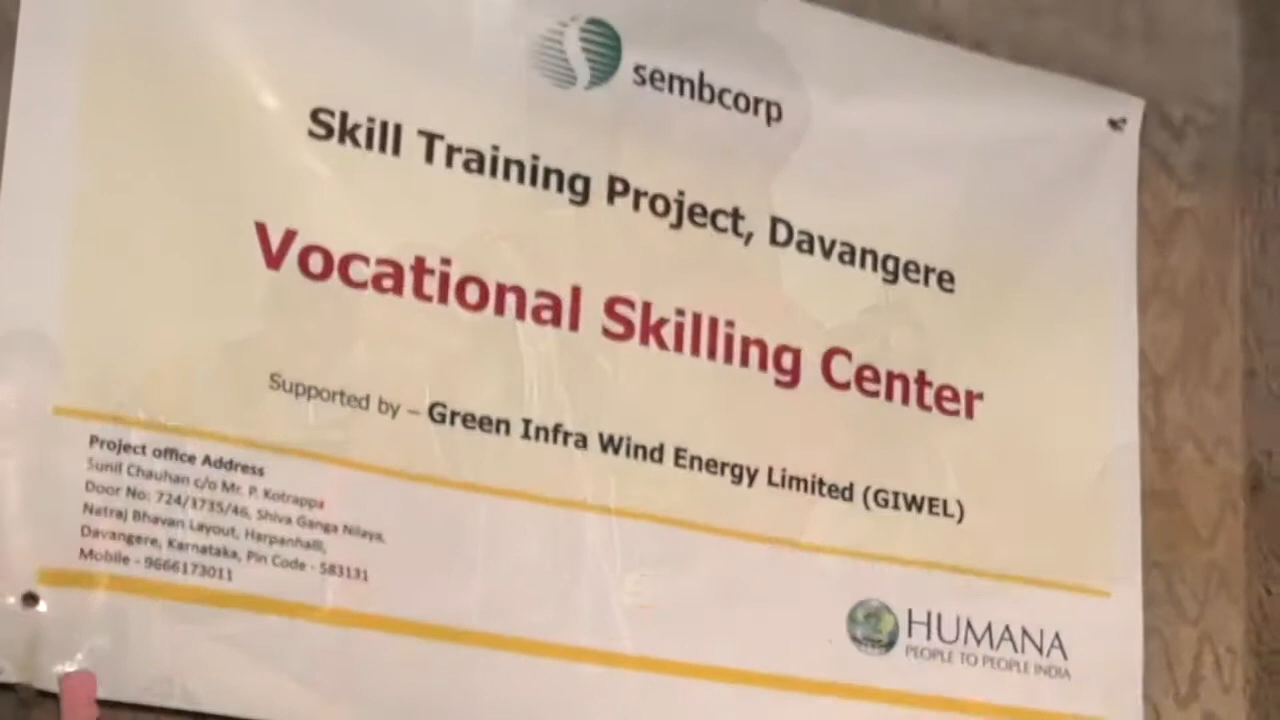 sembcorp
Skill Training Project, Davangere
Vocational Skilling Center
Supported by – Green Infra Wind Energy Limited (GIWEL)
Project office Address
Sunil Chauhan c/o Mr. P. Kotrappa
Door No: 724/3735/46, Shiva Ganga Nilaya,
Natraj Bhavan Layout, Harpanhalli,
Davangere, Karnataka, Pin Code - 583131
Mobile - 9666173011
HUMANA
PEOPLE TO PEOPLE INDIA